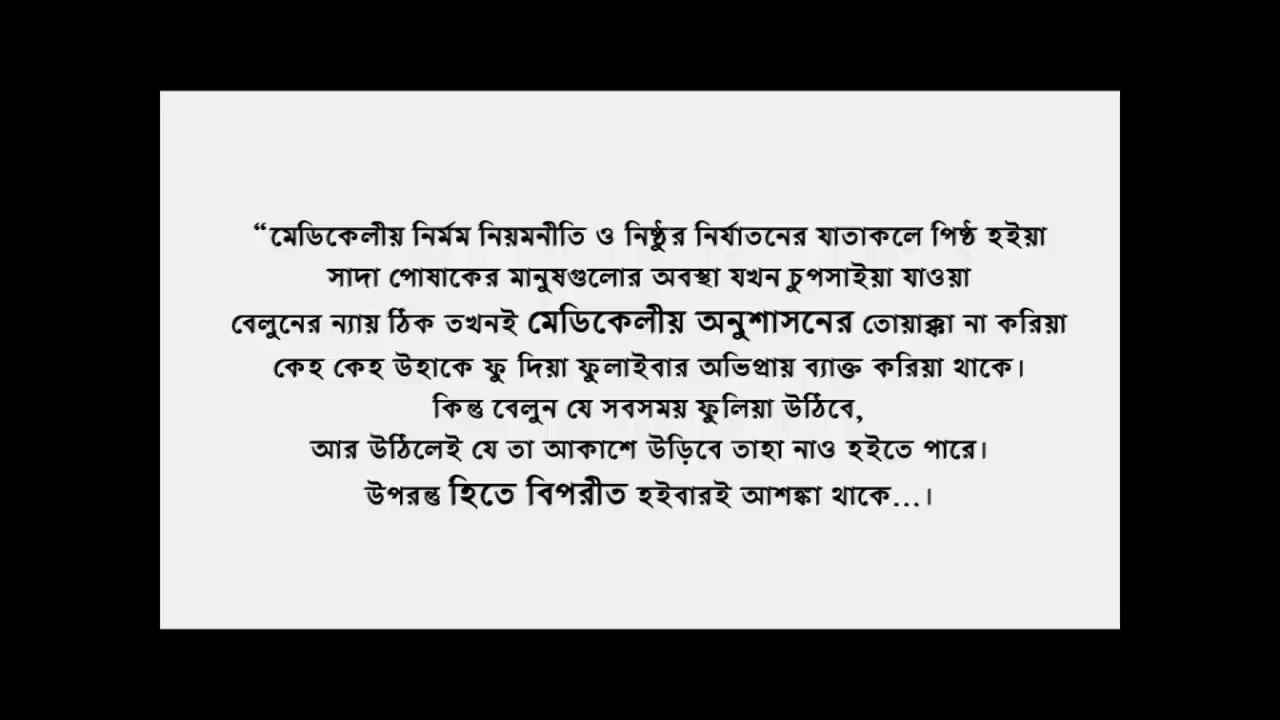 “মেডিকেলীয় নির্মম নিয়মনীতি ও নিষ্ঠুর নির্যাতনের যাতাকলে পিষ্ঠ হইয়া
সাদা পোষাকের মানুষগুলোর অবস্থা যখন চুপসাইয়া যাওয়া
বেলুনের ন্যায় ঠিক তখনই মেডিকেলীয় অনুশাসনের তোয়াক্কা না করিয়া
কেহ কেহ উহাকে ফু দিয়া ফুলাইবার অভিপ্রায় ব্যাক্ত করিয়া থাকে।
কিন্তু বেলুন যে সবসময় ফুলিয়া উঠিবে,
আর উঠিলেই যে তা আকাশে উড়িবে তাহা নাও হইতে পারে।
উপরন্তু হিতে বিপরীত হইবারই আশঙ্কা থাকে...।